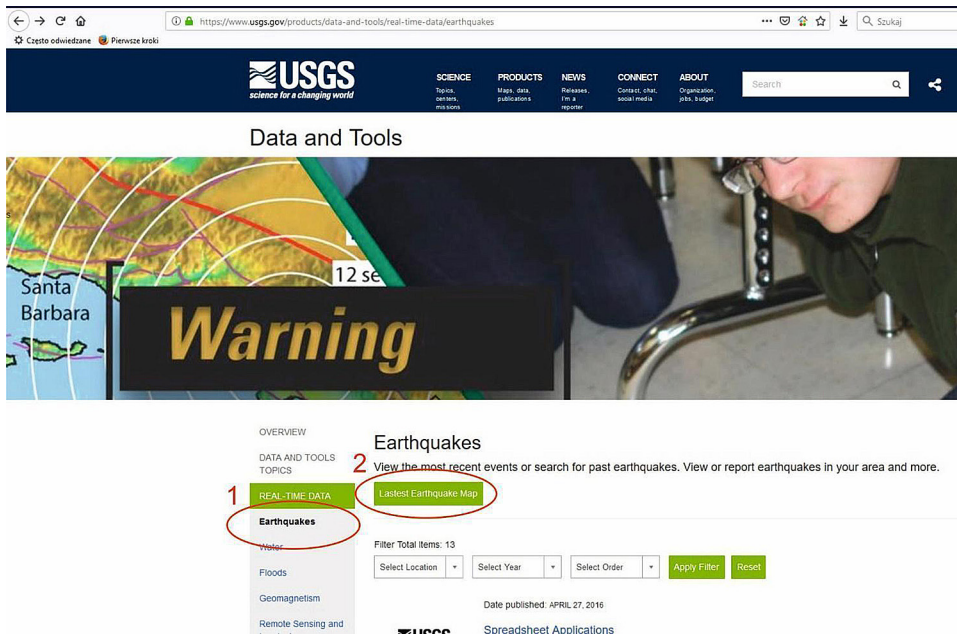 https://www.usgs.gov/products/data-and-tools/real-time-data/earthquakes
Szukaj
Często odwiedzane Pierwsze kroki
USGS
science for a changing world
SCIENCE
Topics,
centers,
missions
PRODUCTS
Maps, data,
publications
NEWS
Releases,
I'm a
reporter
CONNECT
Contact, chat,
social media
ABOUT
Organization,
jobs, budget
Search
Data and Tools
12 se
Santa
Barbara
Warning
OVERVIEW
DATA AND TOOLS
TOPICS
1
REAL-TIME DATA
Earthquakes
Water
Floods
Geomagnetism
Remote Sensing and
Earthquakes
2
View the most recent events or search for past earthquakes. View or report earthquakes in your area and more.
Lastest Earthquake Map
Filter Total Items: 13
Select Location Select Year Select Order Apply Filter Reset
Date published: APRIL 27, 2016
USGS
Spreadsheet Applications